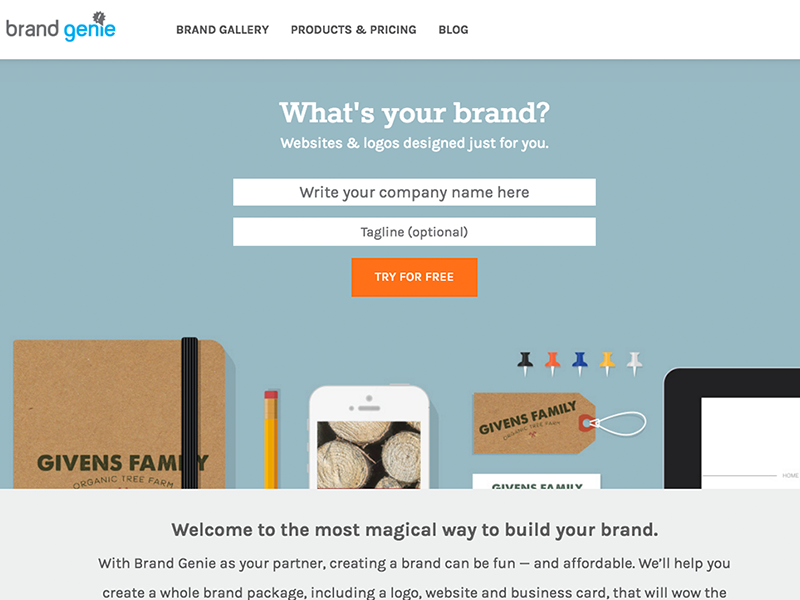 brand genie
BRAND GALLERY PRODUCTS & PRICING BLOG
What's your brand?
Websites & logos designed just for you.
Write your company name here
Tagline (optional)
TRY FOR FREE
GIVENS FAMILY
ORGANIC TREE FARM
GIVENS FAMILY
ORGANIC TREE FARM
GIVENS FAMILY
HOME
Welcome to the most magical way to build your brand.
With Brand Genie as your partner, creating a brand can be fun — and affordable. We'll help you
create a whole brand package, including a logo, website and business card, that will wow the